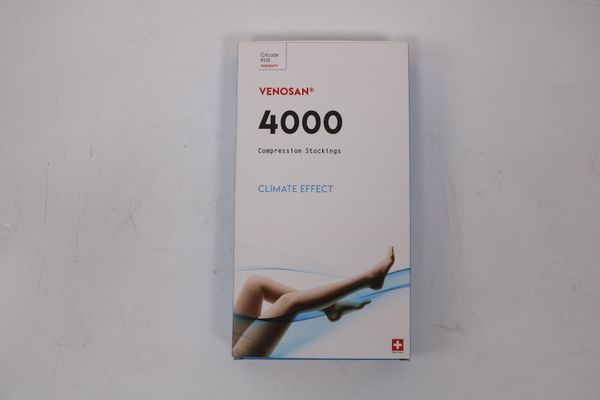 Circular
Knit
THERAPY
VENOSAN®
4000
Compression Stockings
CLIMATE EFFECT